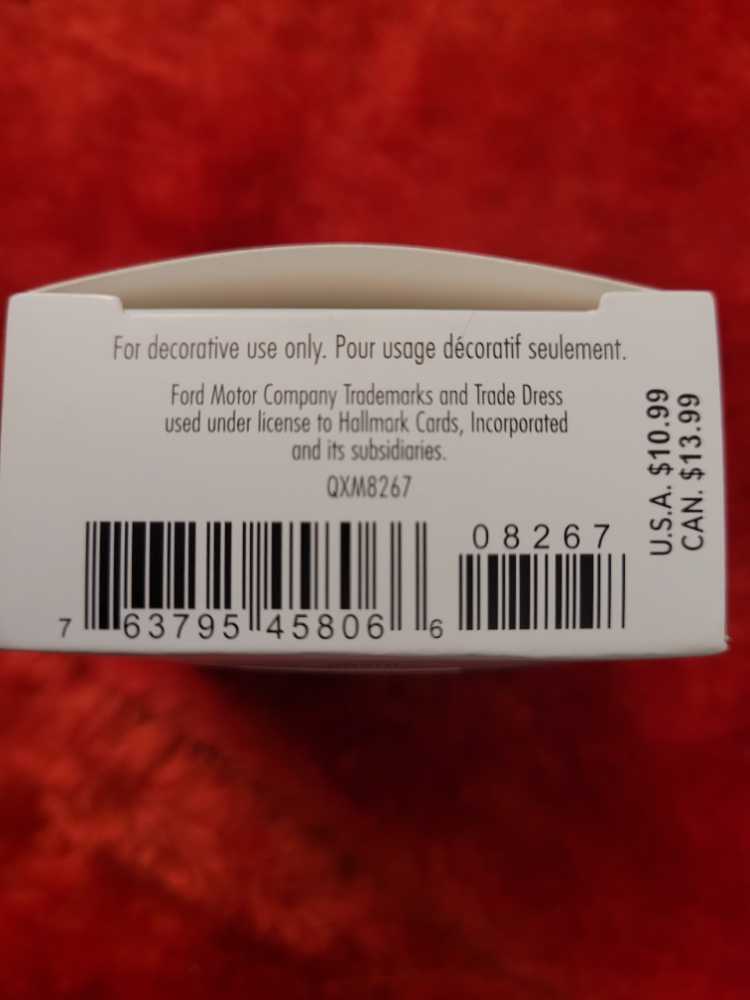 For decorative use only. Pour usage décoratif seulement.
Ford Motor Company Trademarks and Trade Dress
used under license to Hallmark Cards, Incorporated
and its subsidiaries.
QXM8267
7 63795 45806 6
08267
U.S.A. $10.99
CAN. $13.99